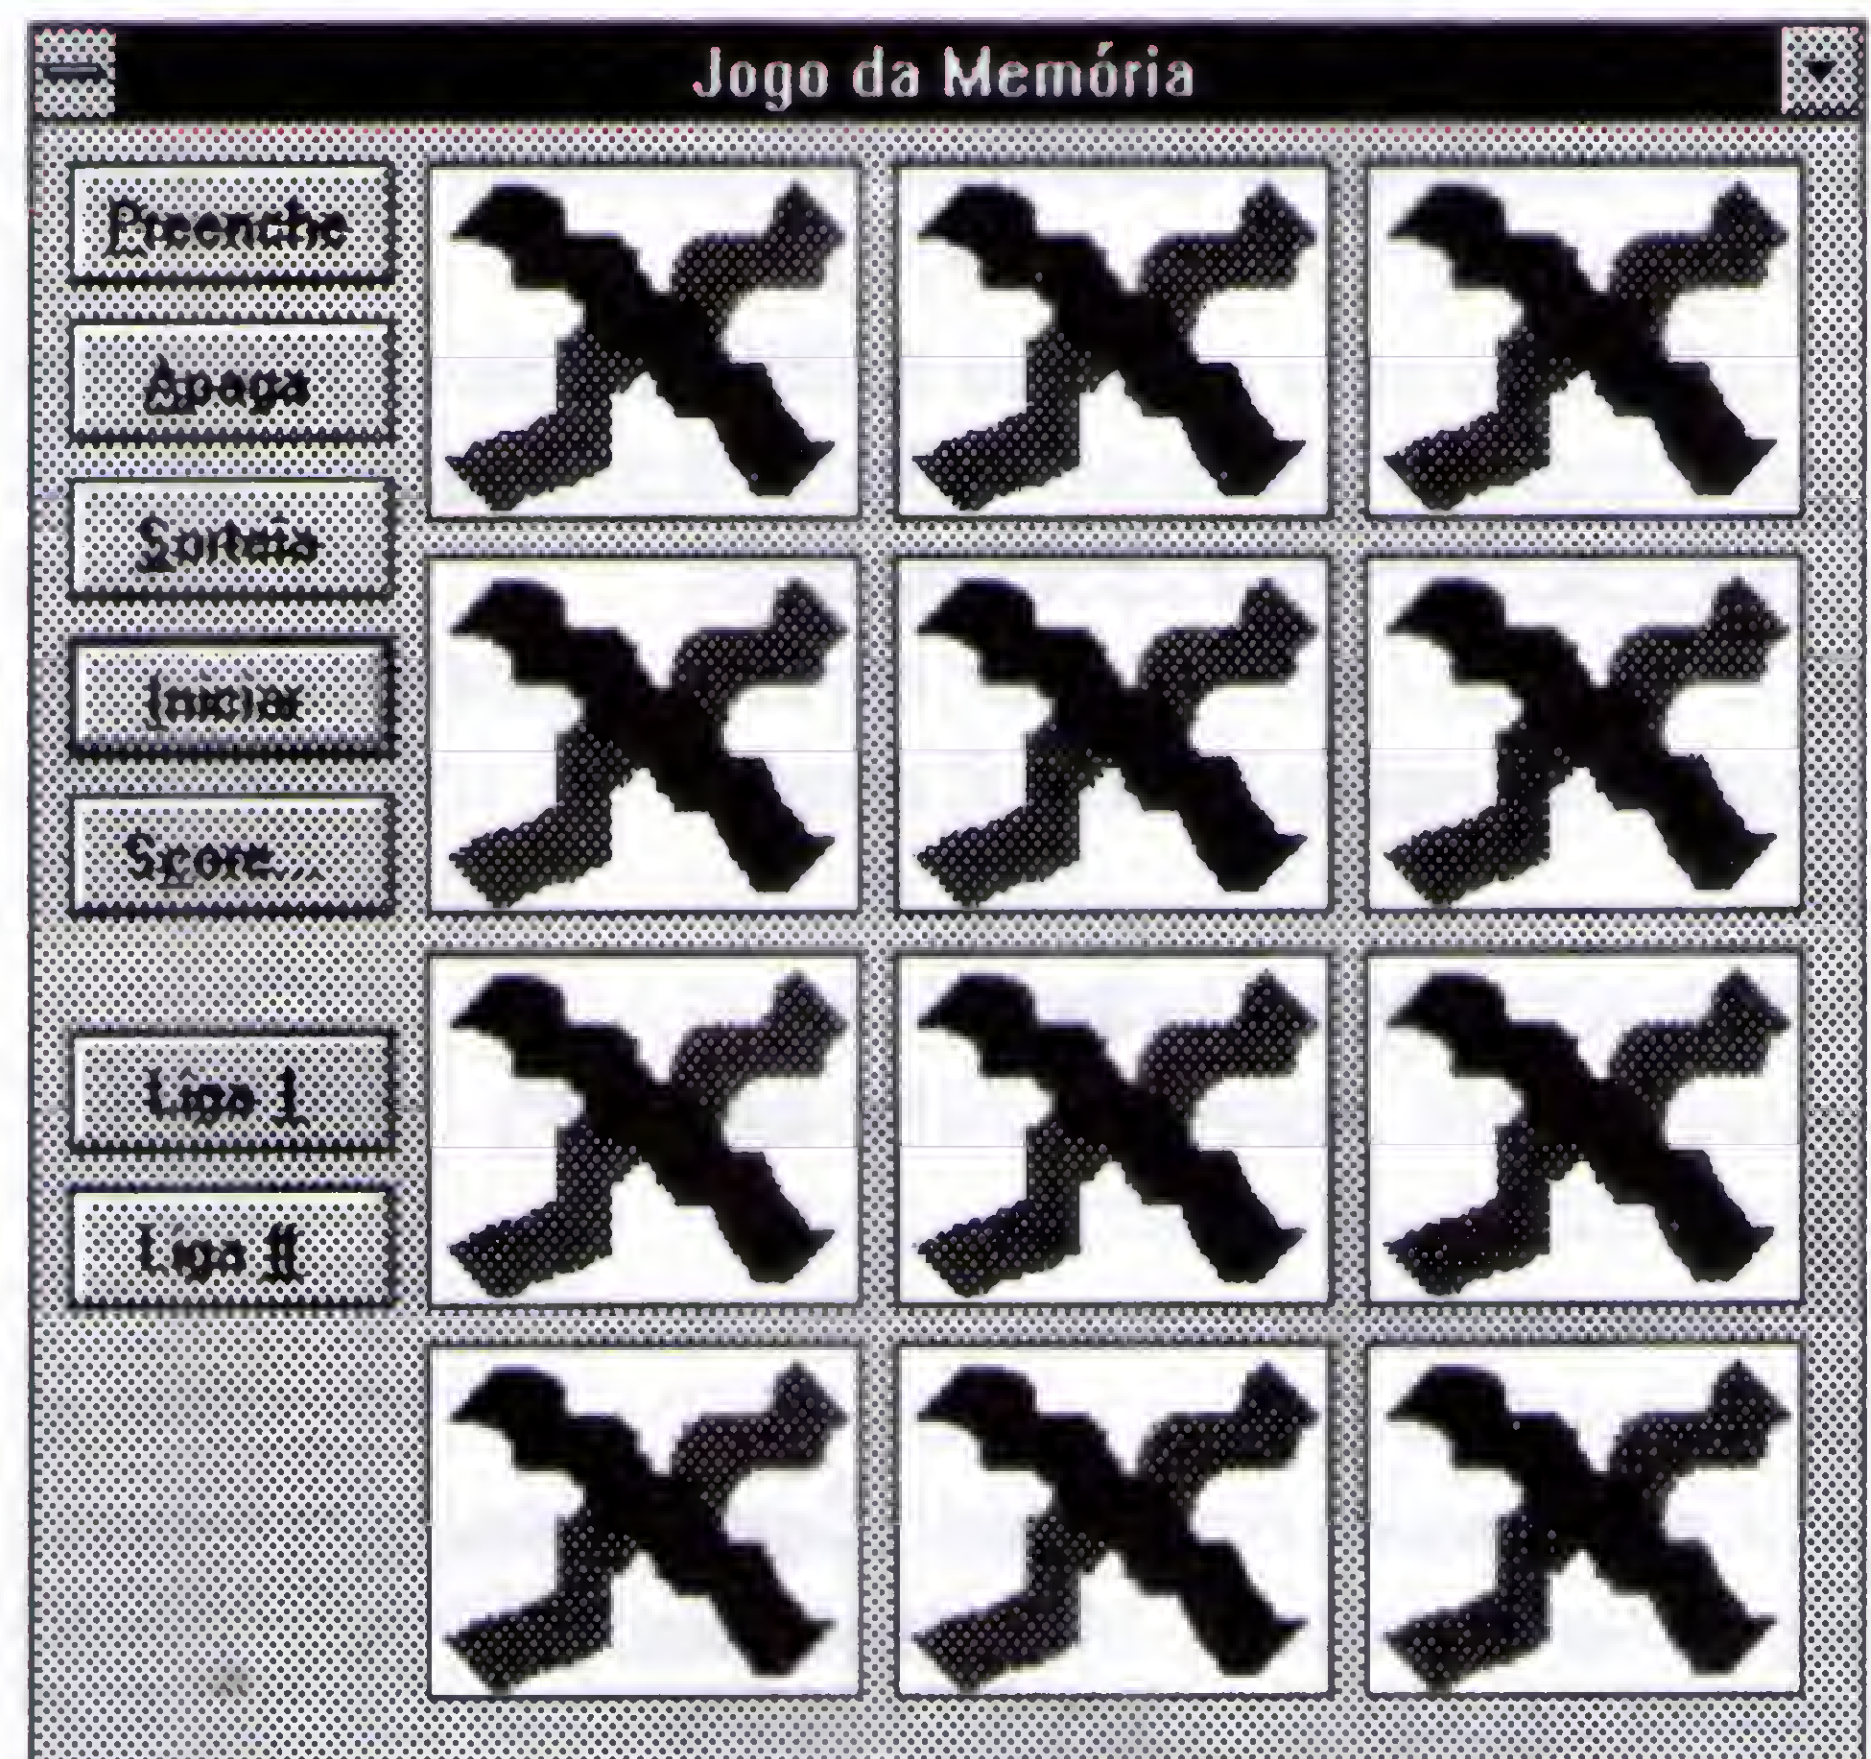 Jogo da Memória
Preenche
Apaga
Sorteia
Iniciar
Score...
Liga I
Liga II